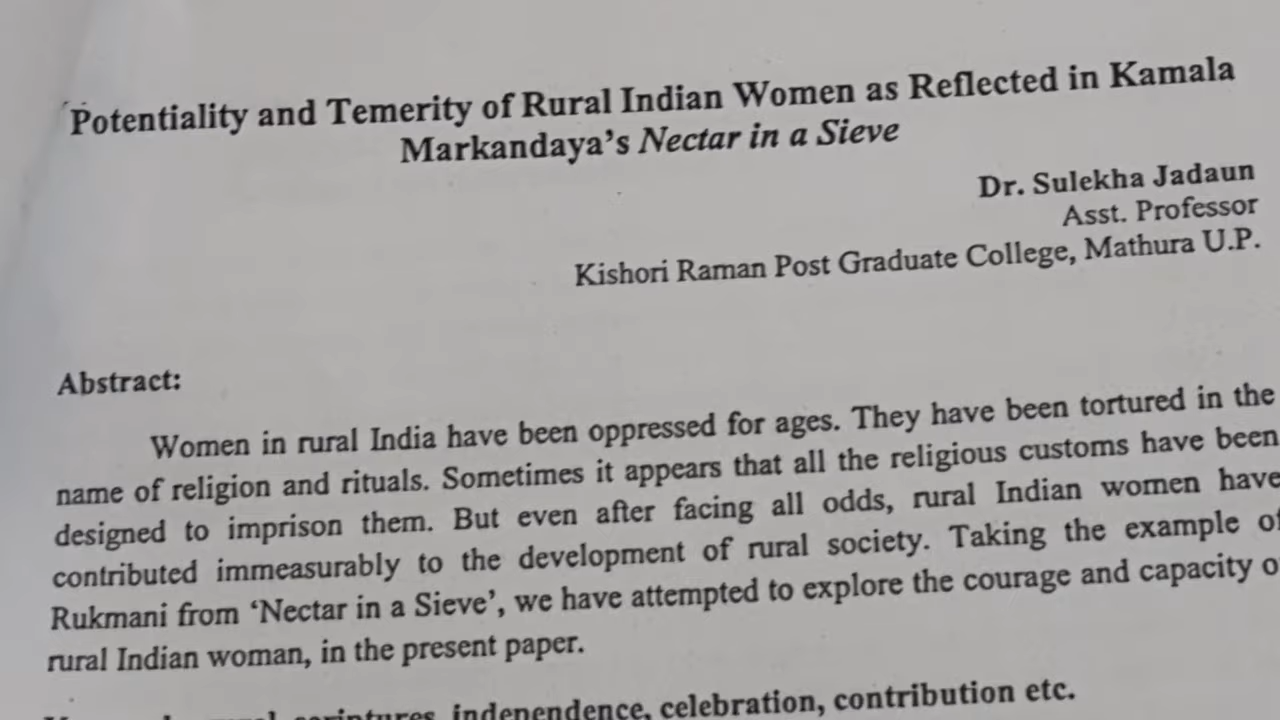 Potentiality and Temerity of Rural Indian Women as Reflected in Kamala
Markandaya's Nectar in a Sieve
Dr. Sulekha Jadaun
Asst. Professor
Kishori Raman Post Graduate College, Mathura U.P.
Abstract:
Women in rural India have been oppressed for ages. They have been tortured in the
name of religion and rituals. Sometimes it appears that all the religious customs have been
designed to imprison them. But even after facing all odds, rural Indian women have
contributed immeasurably to the development of rural society. Taking the example of
Rukmani from ‘Nectar in a Sieve’, we have attempted to explore the courage and capacity o
rural Indian woman, in the present paper.
scriptures, independence, celebration, contribution etc.